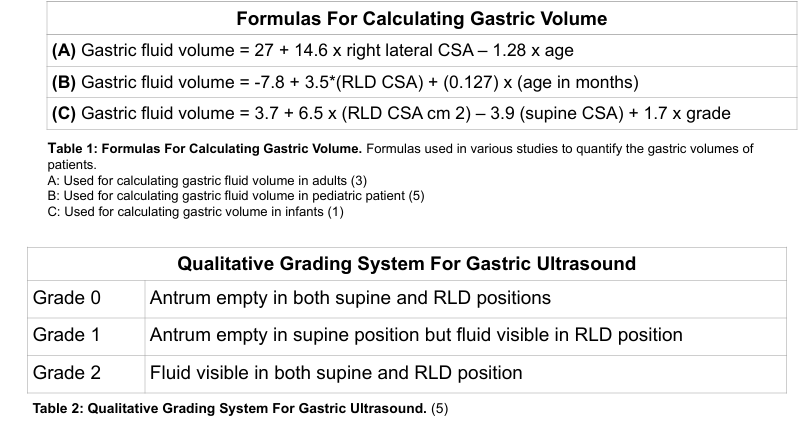 Formulas For Calculating Gastric Volume
(A) Gastric fluid volume = 27 + 14.6 x right lateral CSA – 1.28 x age
(B) Gastric fluid volume = -7.8 + 3.5*(RLD CSA) + (0.127) x (age in months)
(C) Gastric fluid volume = 3.7 + 6.5 x (RLD CSA cm 2) – 3.9 (supine CSA) + 1.7 x grade
Table 1: Formulas For Calculating Gastric Volume. Formulas used in various studies to quantify the gastric volumes of
patients.
A: Used for calculating gastric fluid volume in adults (3)
B: Used for calculating gastric fluid volume in pediatric patient (5)
C: Used for calculating gastric volume in infants (1)
Qualitative Grading System For Gastric Ultrasound
Grade 0 Antrum empty in both supine and RLD positions
Grade 1 Antrum empty in supine position but fluid visible in RLD position
Grade 2 Fluid visible in both supine and RLD position
Table 2: Qualitative Grading System For Gastric Ultrasound. (5)